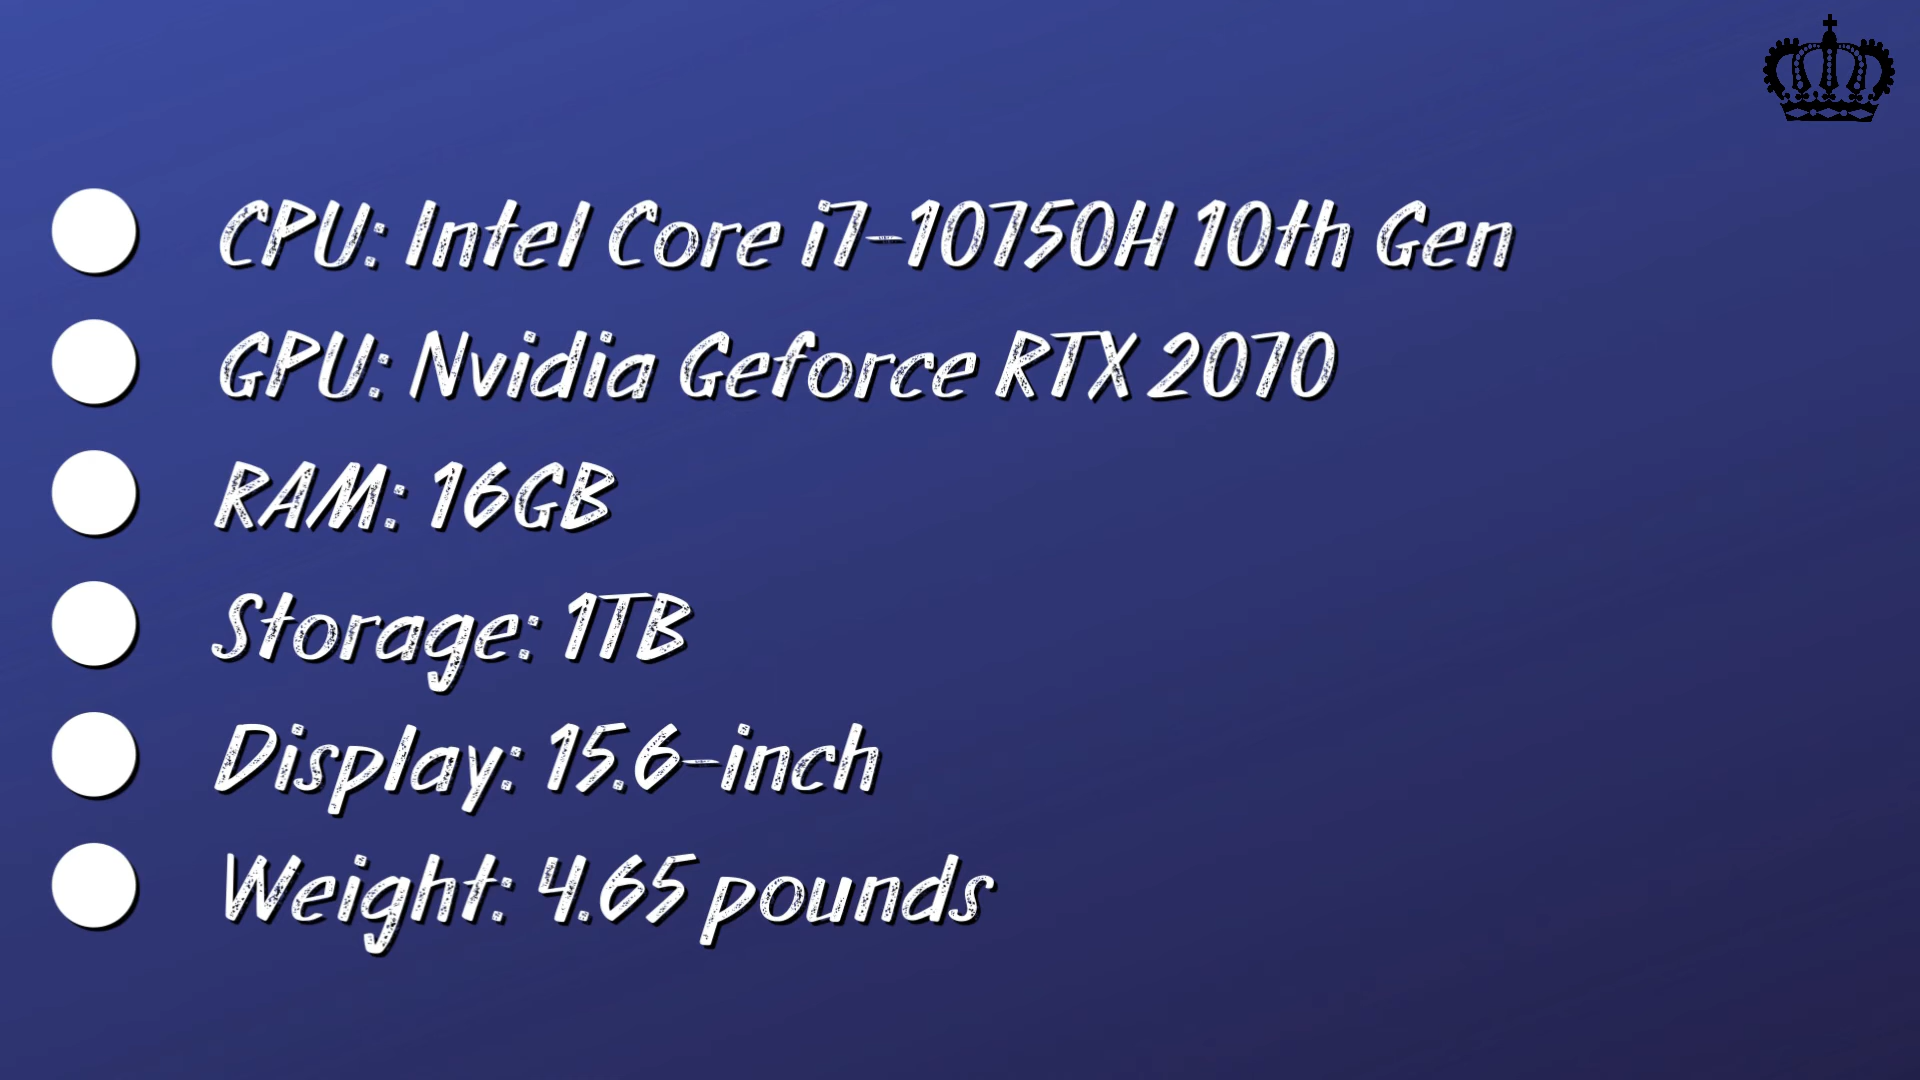 CPU: Intel Core i7-10750H 10th Gen
GPU: Nvidia Geforce RTX 2070
RAM: 16GB
Storage: 1TB
Display: 15.6-inch
Weight: 4.65 pounds